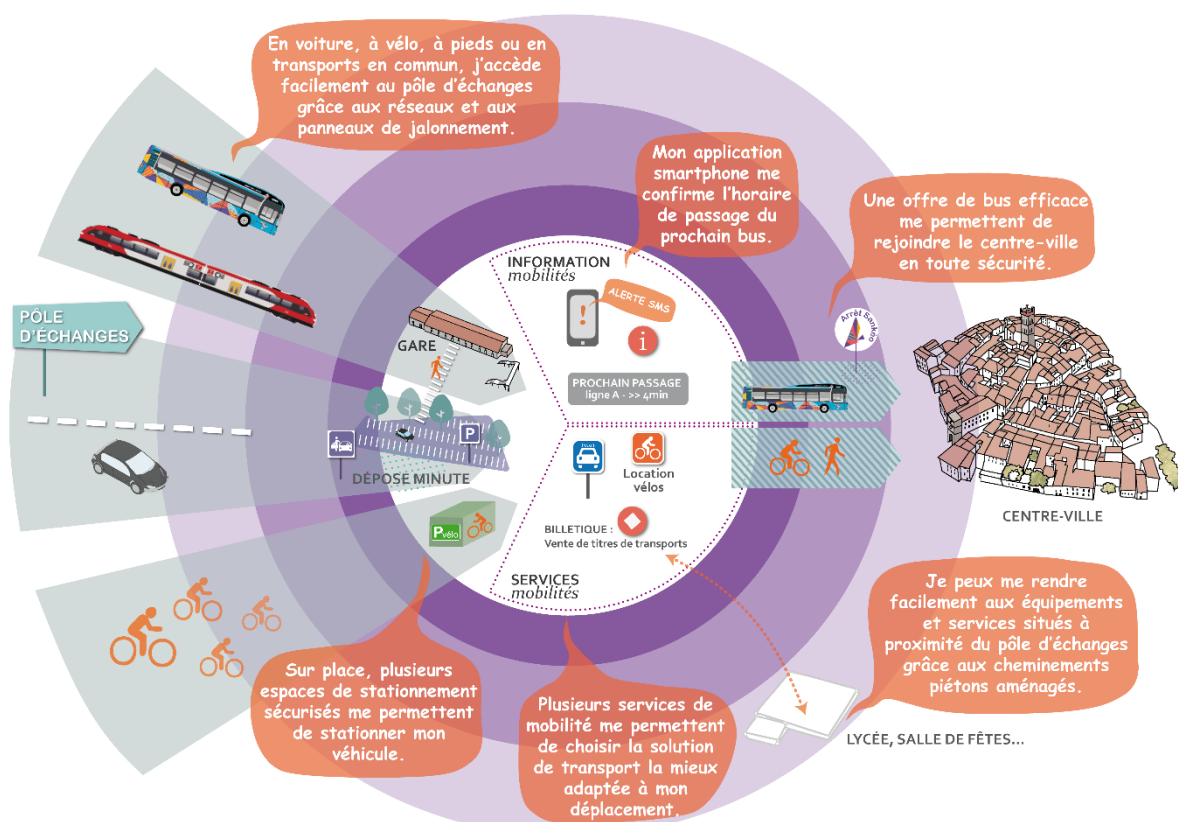 En voiture, à vélo, à pieds ou en
transports en commun, j'accède
facilement au pôle d'échanges
grâce aux réseaux et aux
panneaux de jalonnement.
Mon application
smartphone me
confirme l'horaire
de passage du
prochain bus.
Une offre de bus efficace
me permettent de
rejoindre le centre-ville
en toute sécurité.
INFORMATION
mobilités
ALERTE SMS
i
PÔLE
D'ÉCHANGES
GARE
Arrêt Sankéo
PROCHAIN PASSAGE
ligne A - >> 4min
P
DÉPOSE MINUTE
TAXI
Location
vélos
P vélo
BILLETIQUE :
Vente de titres de transports
SERVICES
mobilités
CENTRE-VILLE
Je peux me rendre
facilement aux équipements
et services situés à
proximité du pôle d'échanges
grâce aux cheminements
piétons aménagés.
Sur place, plusieurs
espaces de stationnement
sécurisés me permettent
de stationner mon
véhicule.
Plusieurs services de
mobilité me permettent
de choisir la solution
de transport la mieux
adaptée à mon
déplacement.
LYCÉE, SALLE DE FÊTES...